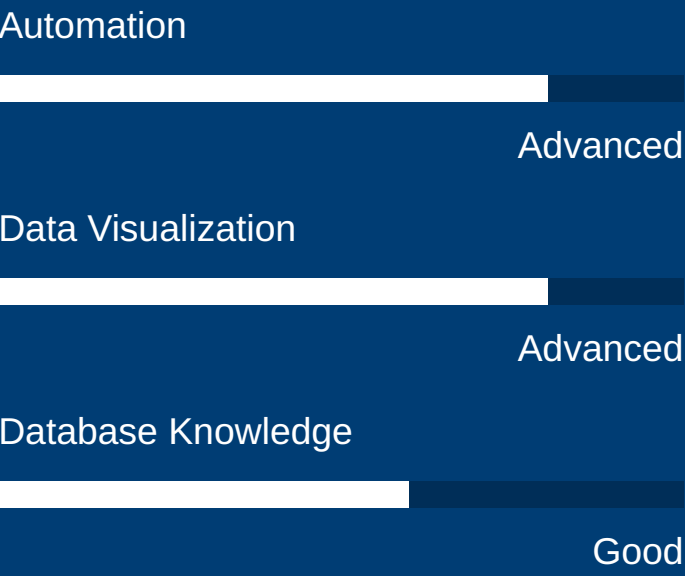 Automation
Advanced
Data Visualization
Advanced
Database Knowledge
Good